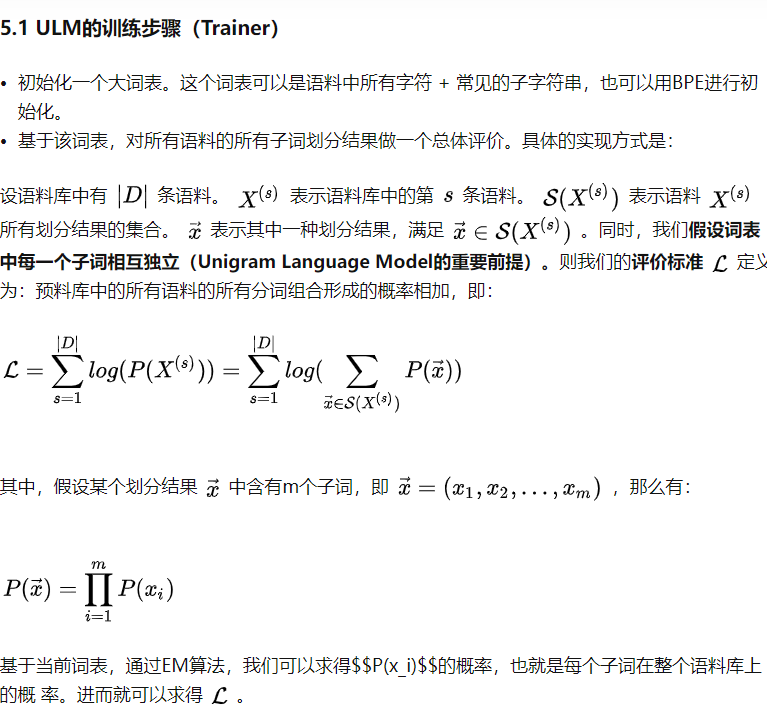 5.1 ULM的训练步骤（Trainer）
• 初始化一个大词表。这个词表可以是语料中所有字符 + 常见的子字符串，也可以用BPE进行初
始化。
• 基于该词表，对所有语料的所有子词划分结果做一个总体评价。具体的实现方式是：
设语料库中有 |D| 条语料。 X^{(s)} 表示语料库中的第 s 条语料。 𝒮(X^{(s)}) 表示语料 X^{(s)}
所有划分结果的集合。 \vec{x} 表示其中一种划分结果，满足 \vec{x} ∈ 𝒮(X^{(s)}) 。同时，我们假设词表
中每一个子词相互独立（Unigram Language Model的重要前提）。则我们的评价标准 ℒ 定义
为：预料库中的所有语料的所有分词组合形成的概率相加，即：
ℒ = \sum_{s=1}^{|D|} log(P(X^{(s)})) = \sum_{s=1}^{|D|} log(\sum_{\vec{x}∈𝒮(X^{(s)})} P(\vec{x}))
其中，假设某个划分结果 \vec{x} 中含有m个子词，即 \vec{x} = (x_1, x_2, ..., x_m) ，那么有：
P(\vec{x}) = \prod_{i=1}^{m} P(x_i)
基于当前词表，通过EM算法，我们可以求得$$P(x_i)$$的概率，也就是每个子词在整个语料库上
的概 率。进而就可以求得 ℒ 。